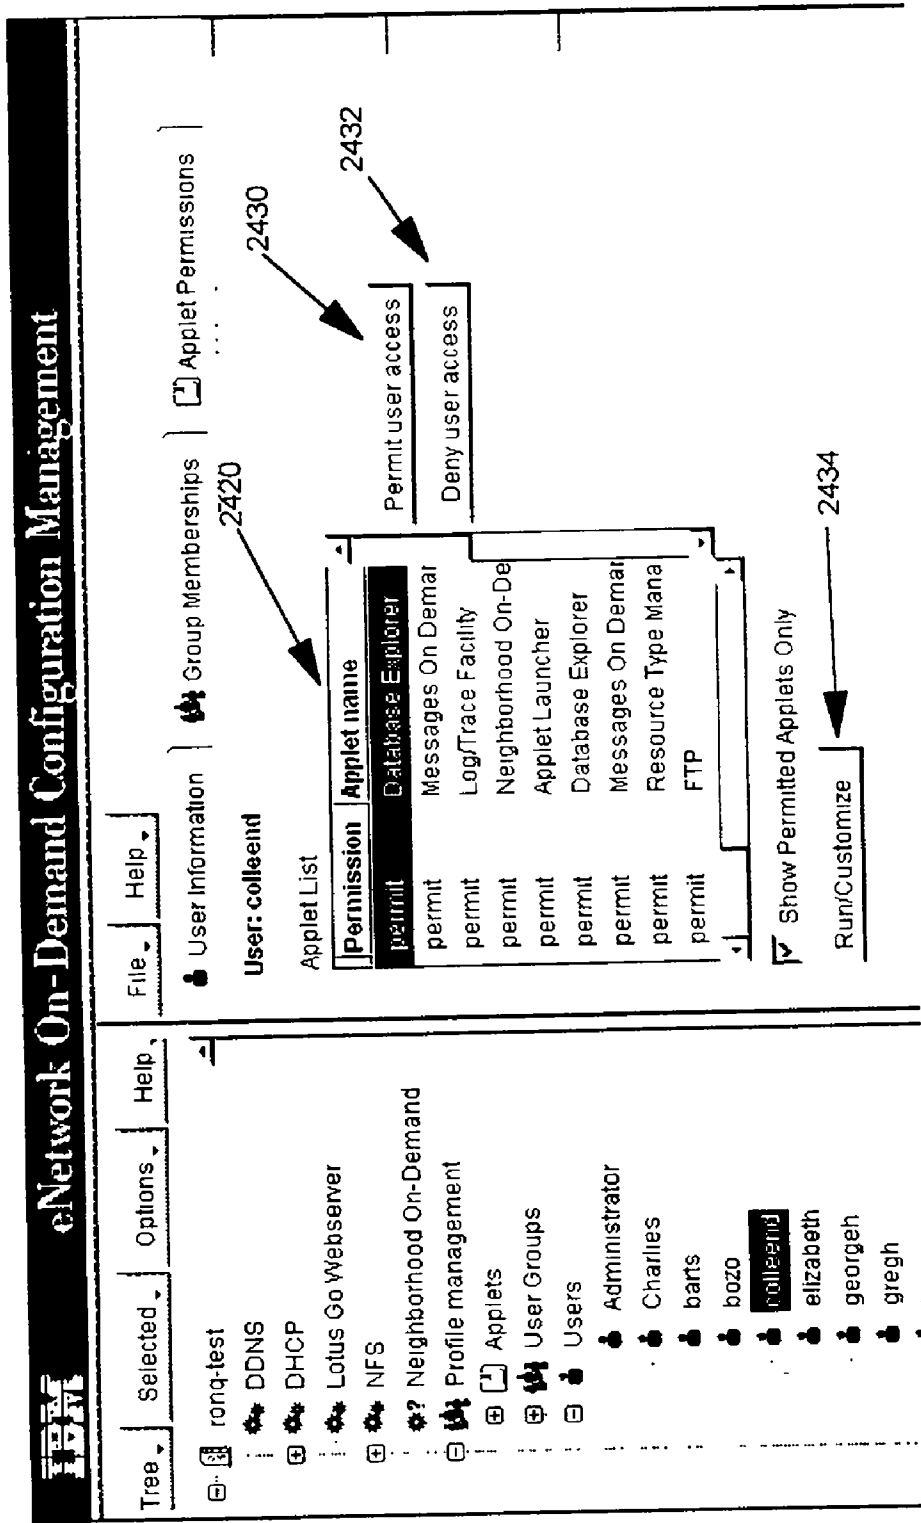 IBM eNetwork On-Demand Configuration Management
Tree Selected Options Help
ronq-test
DDNS
DHCP
Lotus Go Webserver
NFS
? Neighborhood On-Demand
Profile management
Applets
User Groups
Users
Administrator
Charlies
barts
bozo
colleend
elizabeth
georgeh
gregh
File Help
User Information Group Memberships Applet Permissions
User: colleend
Applet List
2420
Permission Applet name
permit Database Explorer
permit Messages On Demar
permit Log/Trace Facility
permit Neighborhood On-De
permit Applet Launcher
permit Database Explorer
permit Messages On Demar
permit Resource Type Mana
permit FTP
Permit user access
2430
Deny user access
2432
Show Permitted Applets Only
Run/Customize
2434